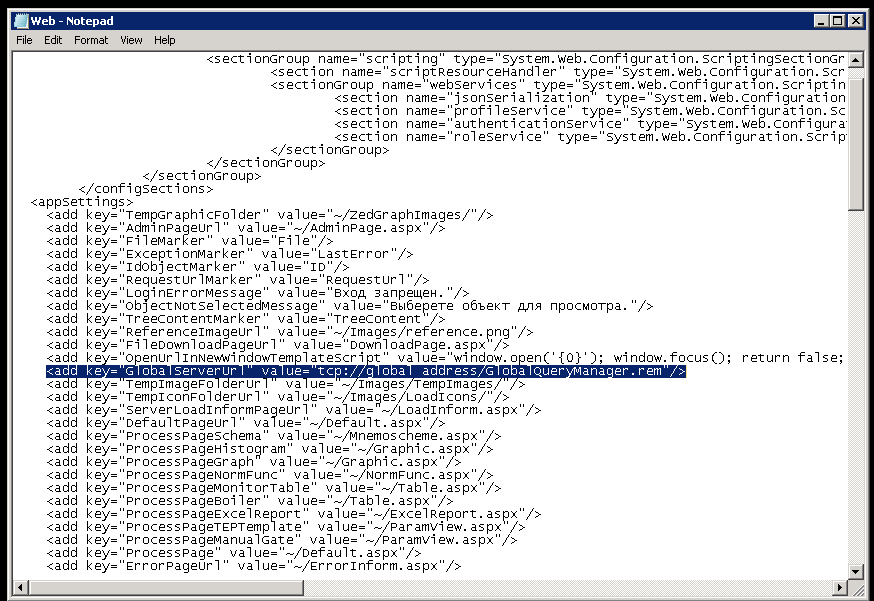 Web - Notepad
File Edit Format View Help
<sectionGroup name="scripting" type="System.Web.Configuration.ScriptingSectionGr
<section name="scriptResourceHandler" type="System.Web.Configuration.Scr
<sectionGroup name="webServices" type="System.Web.Configuration.Scriptin
<section name="jsonSerialization" type="System.Web.Configuration
<section name="profileService" type="System.Web.Configuration.Sc
<section name="authenticationService" type="System.Web.Configura
<section name="roleService" type="System.Web.Configuration.Scrip
</sectionGroup>
</sectionGroup>
</sectionGroup>
</configSections>
<appSettings>
<add key="TempGraphicFolder" value="~/ZedGraphImages/"/>
<add key="AdminPageUrl" value="~/AdminPage.aspx"/>
<add key="FileMarker" value="File"/>
<add key="ExceptionMarker" value="LastError"/>
<add key="IdObjectMarker" value="ID"/>
<add key="RequestUrlMarker" value="RequestUrl"/>
<add key="LoginErrorMessage" value="Вход запрещен."/>
<add key="ObjectNotSelectedMessage" value="Выберете объект для просмотра."/>
<add key="TreeContentMarker" value="TreeContent"/>
<add key="ReferenceImageUrl" value="~/Images/reference.png"/>
<add key="FileDownloadPageUrl" value="DownloadPage.aspx"/>
<add key="OpenUrlInNewWindowTemplateScript" value="window.open('{0}'); window.focus(); return false;
<add key="GlobalServerUrl" value="tcp://global_address/GlobalQueryManager.rem"/>
<add key="TempImageFolderUrl" value="~/Images/TempImages/"/>
<add key="TempIconFolderUrl" value="~/Images/LoadIcons/"/>
<add key="ServerLoadInformPageUrl" value="~/LoadInform.aspx"/>
<add key="DefaultPageUrl" value="~/Default.aspx"/>
<add key="ProcessPageSchema" value="~/Mnemoscheme.aspx"/>
<add key="ProcessPageHistogram" value="~/Graphic.aspx"/>
<add key="ProcessPageGraph" value="~/Graphic.aspx"/>
<add key="ProcessPageNormFunc" value="~/NormFunc.aspx"/>
<add key="ProcessPageMonitorTable" value="~/Table.aspx"/>
<add key="ProcessPageBoiler" value="~/Table.aspx"/>
<add key="ProcessPageExcelReport" value="~/ExcelReport.aspx"/>
<add key="ProcessPageTEPTemplate" value="~/ParamView.aspx"/>
<add key="ProcessPageManualGate" value="~/ParamView.aspx"/>
<add key="ProcessPage" value="~/Default.aspx"/>
<add key="ErrorPageUrl" value="~/ErrorInform.aspx"/>